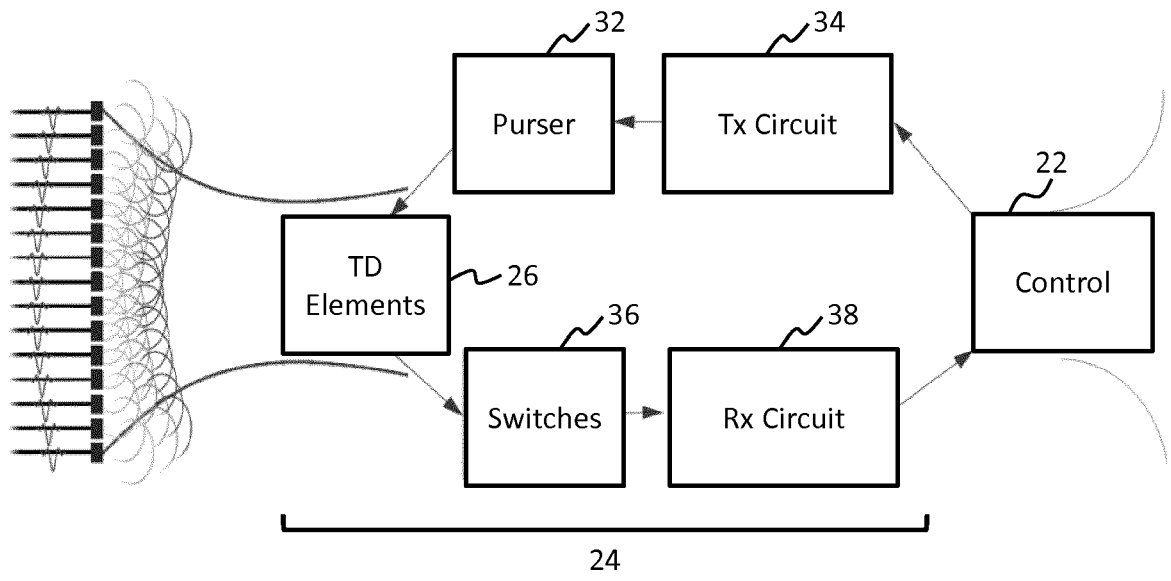 32
34
Purser
Tx Circuit
22
TD
Elements
26
Control
36
38
Switches
Rx Circuit
24